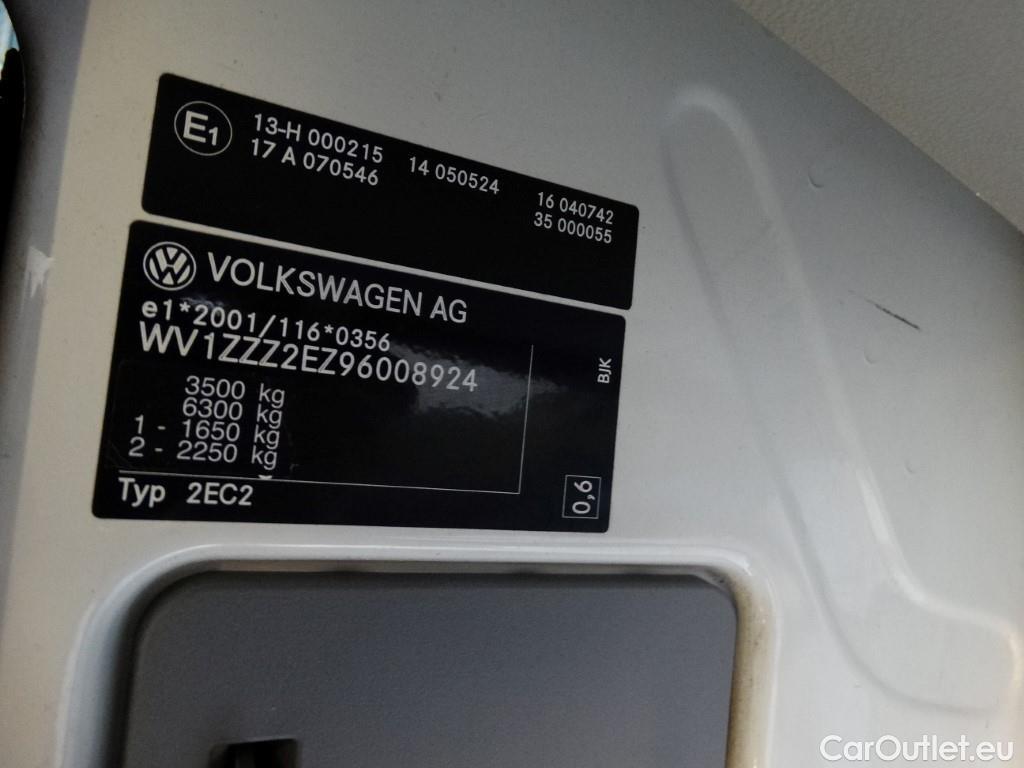 E1
13-H 000215 14 050524 16 040742
17 A 070546 35 000055
VOLKSWAGEN AG
e1*2001/116*0356
WV1ZZZ2EZ96008924
3500 kg
6300 kg
1 - 1650 kg
2 - 2250 kg
Typ 2EC2
BJK
0,6
CarOutlet.eu